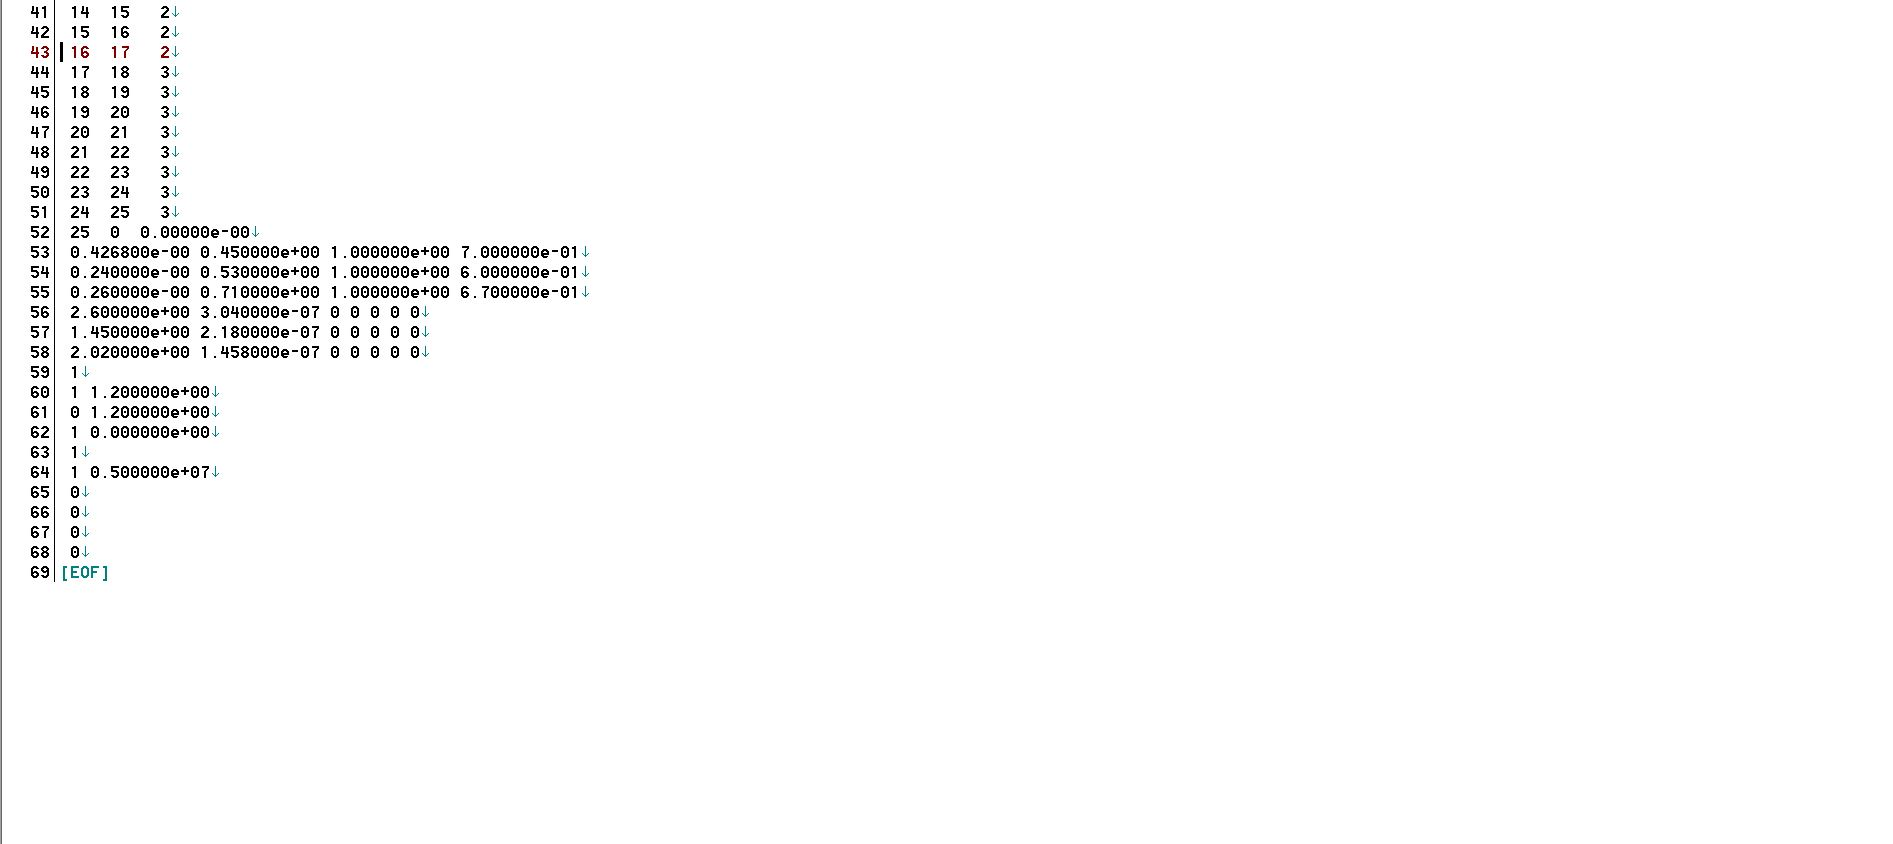 41 14 15 2↓
42 15 16 2↓
43 16 17 2↓
44 17 18 3↓
45 18 19 3↓
46 19 20 3↓
47 20 21 3↓
48 21 22 3↓
49 22 23 3↓
50 23 24 3↓
51 24 25 3↓
52 25 0 0.00000e-00↓
53 0.426800e-00 0.450000e+00 1.000000e+00 7.000000e-01↓
54 0.240000e-00 0.530000e+00 1.000000e+00 6.000000e-01↓
55 0.260000e-00 0.710000e+00 1.000000e+00 6.700000e-01↓
56 2.600000e+00 3.040000e-07 0 0 0 0 0↓
57 1.450000e+00 2.180000e-07 0 0 0 0 0↓
58 2.020000e+00 1.458000e-07 0 0 0 0 0↓
59 1↓
60 1 1.200000e+00↓
61 0 1.200000e+00↓
62 1 0.000000e+00↓
63 1↓
64 1 0.500000e+07↓
65 0↓
66 0↓
67 0↓
68 0↓
69 [EOF]